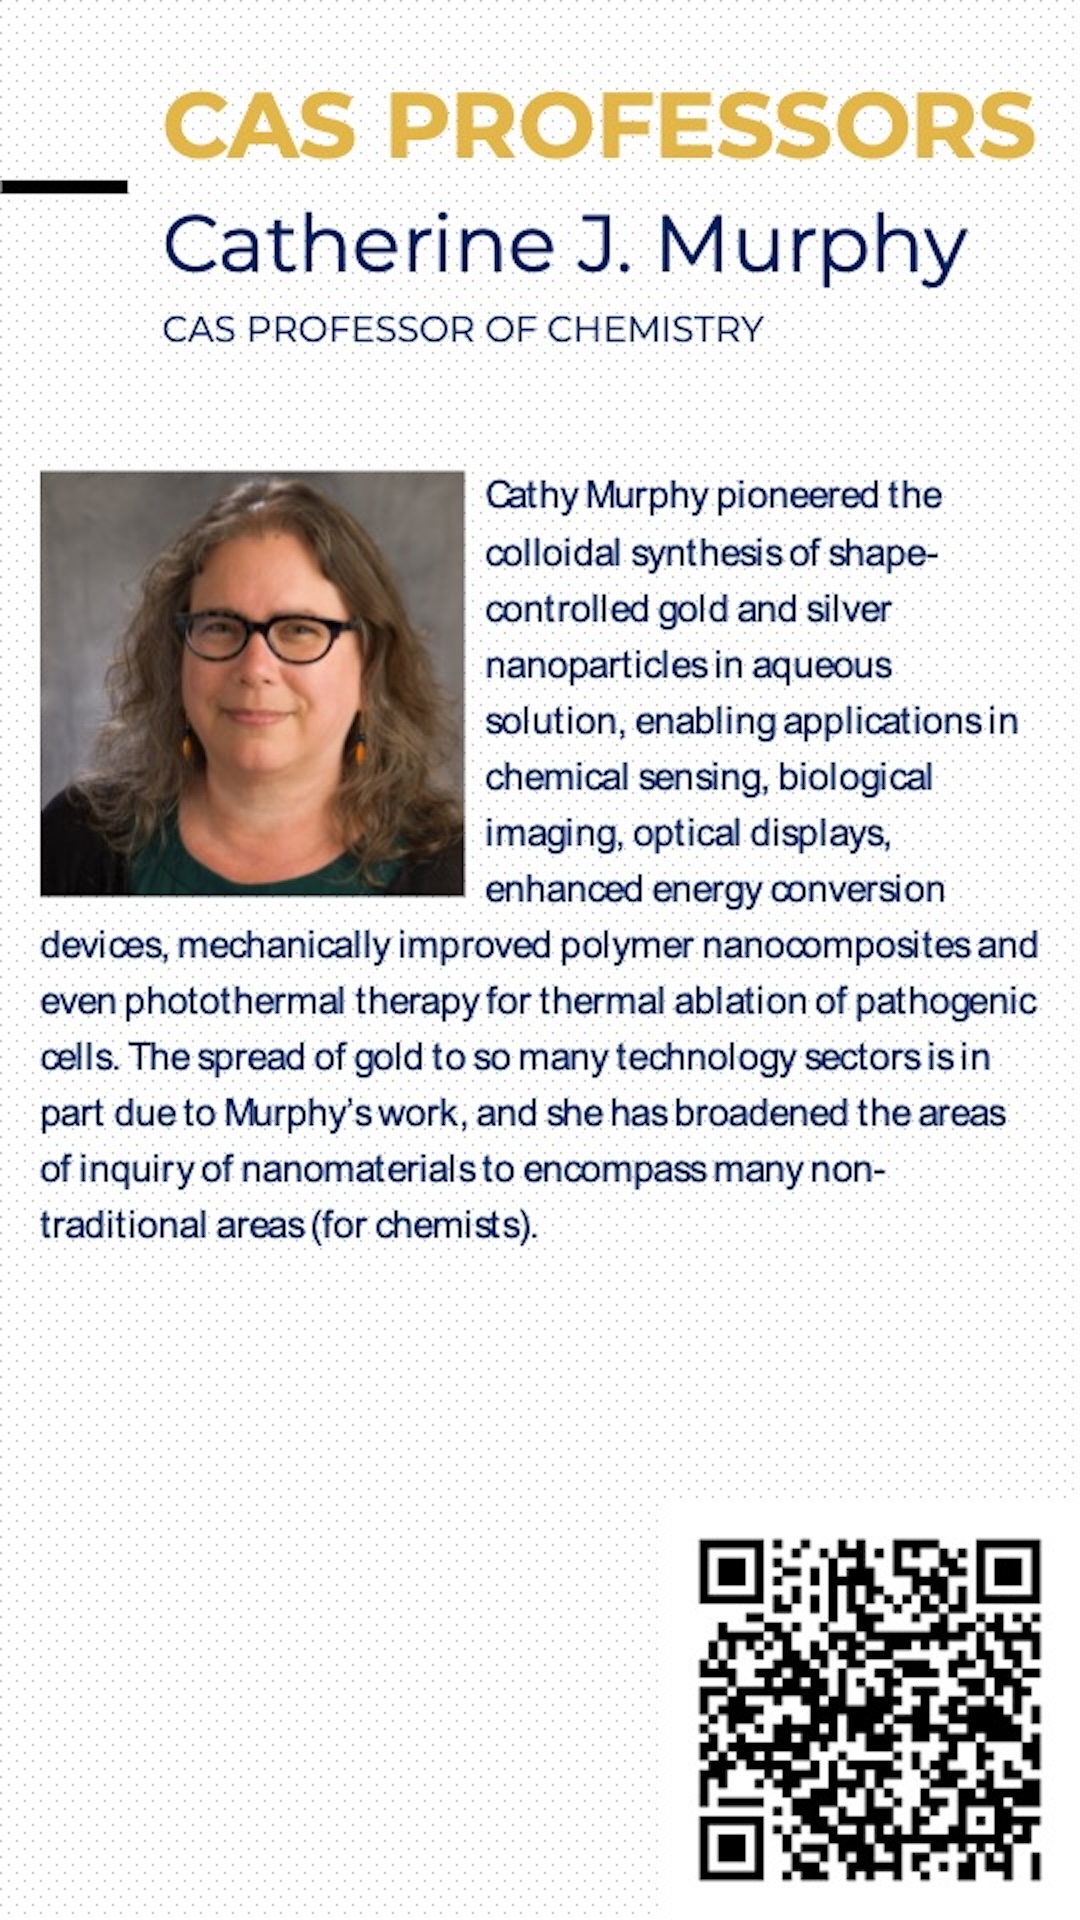 CAS PROFESSORS
Catherine J. Murphy
CAS PROFESSOR OF CHEMISTRY
Cathy Murphy pioneered the
colloidal synthesis of shape-
controlled gold and silver
nanoparticles in aqueous
solution, enabling applications in
chemical sensing, biological
imaging, optical displays,
enhanced energy conversion
devices, mechanically improved polymer nanocomposites and
even photothermal therapy for thermal ablation of pathogenic
cells. The spread of gold to so many technology sectors is in
part due to Murphy’s work, and she has broadened the areas
of inquiry of nanomaterials to encompass many non-
traditional areas (for chemists).